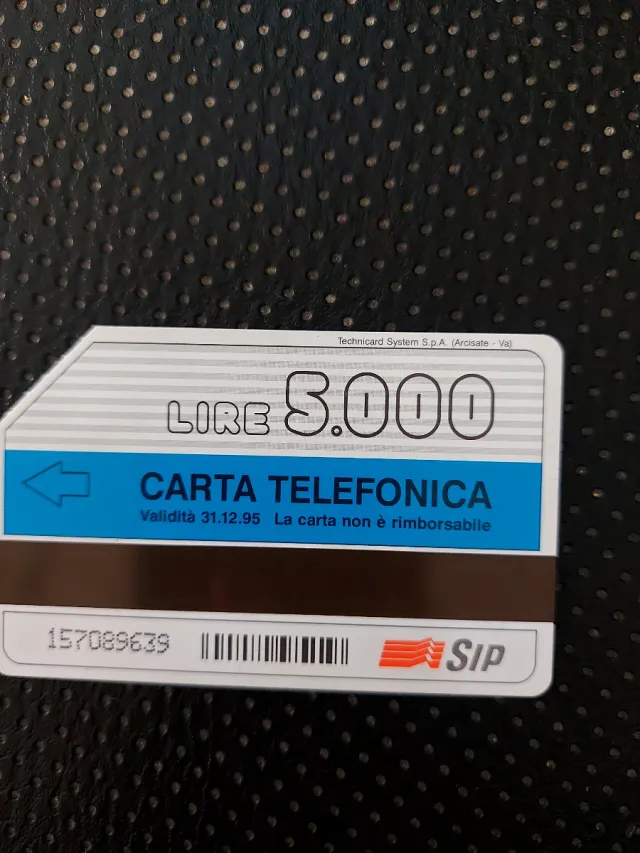 Technicard System S.p.A. (Arcisate - Va)
LIRE 5.000
CARTA TELEFONICA
Validità 31.12.95 La carta non è rimborsabile
157089639
SIP